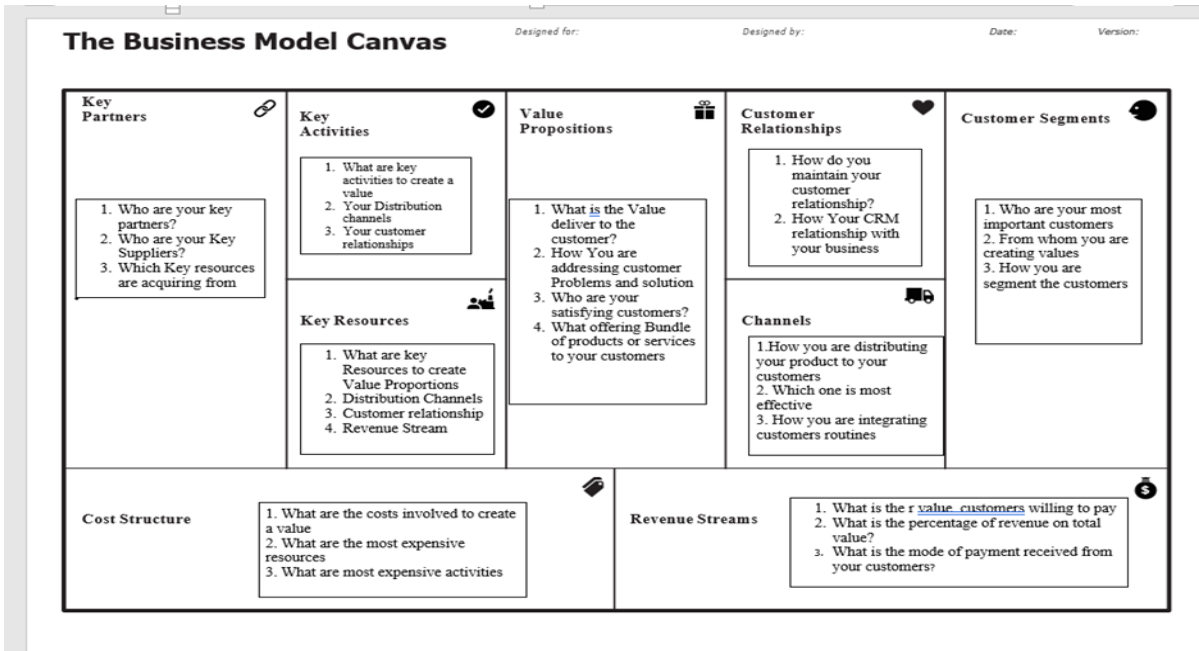 The Business Model Canvas
Designed for:
Designed by:
Date:
Version:
Key
Partners
1. Who are your key
partners?
2. Who are your Key
Suppliers?
3. Which Key resources
are acquiring from
Key
Activities
1. What are key
activities to create a
value
2. Your Distribution
channels
3. Your customer
relationships
Key Resources
1. What are key
Resources to create
Value Proportions
2. Distribution Channels
3. Customer relationship
4. Revenue Stream
Value
Propositions
1. What is the Value
deliver to the
customer?
2. How You are
addressing customer
Problems and solution
3. Who are your
satisfying customers?
4. What offering Bundle
of products or services
to your customers
Customer
Relationships
1. How do you
maintain your
customer
relationship?
2. How Your CRM
relationship with
your business
Channels
1.How you are distributing
your product to your
customers
2. Which one is most
effective
3. How you are integrating
customers routines
Customer Segments
1. Who are your most
important customers
2. From whom you are
creating values
3. How you are
segment the customers
Cost Structure
1. What are the costs involved to create
a value
2. What are the most expensive
resources
3. What are most expensive activities
Revenue Streams
1. What is the r value customers willing to pay
2. What is the percentage of revenue on total
value?
3. What is the mode of payment received from
your customers?
$